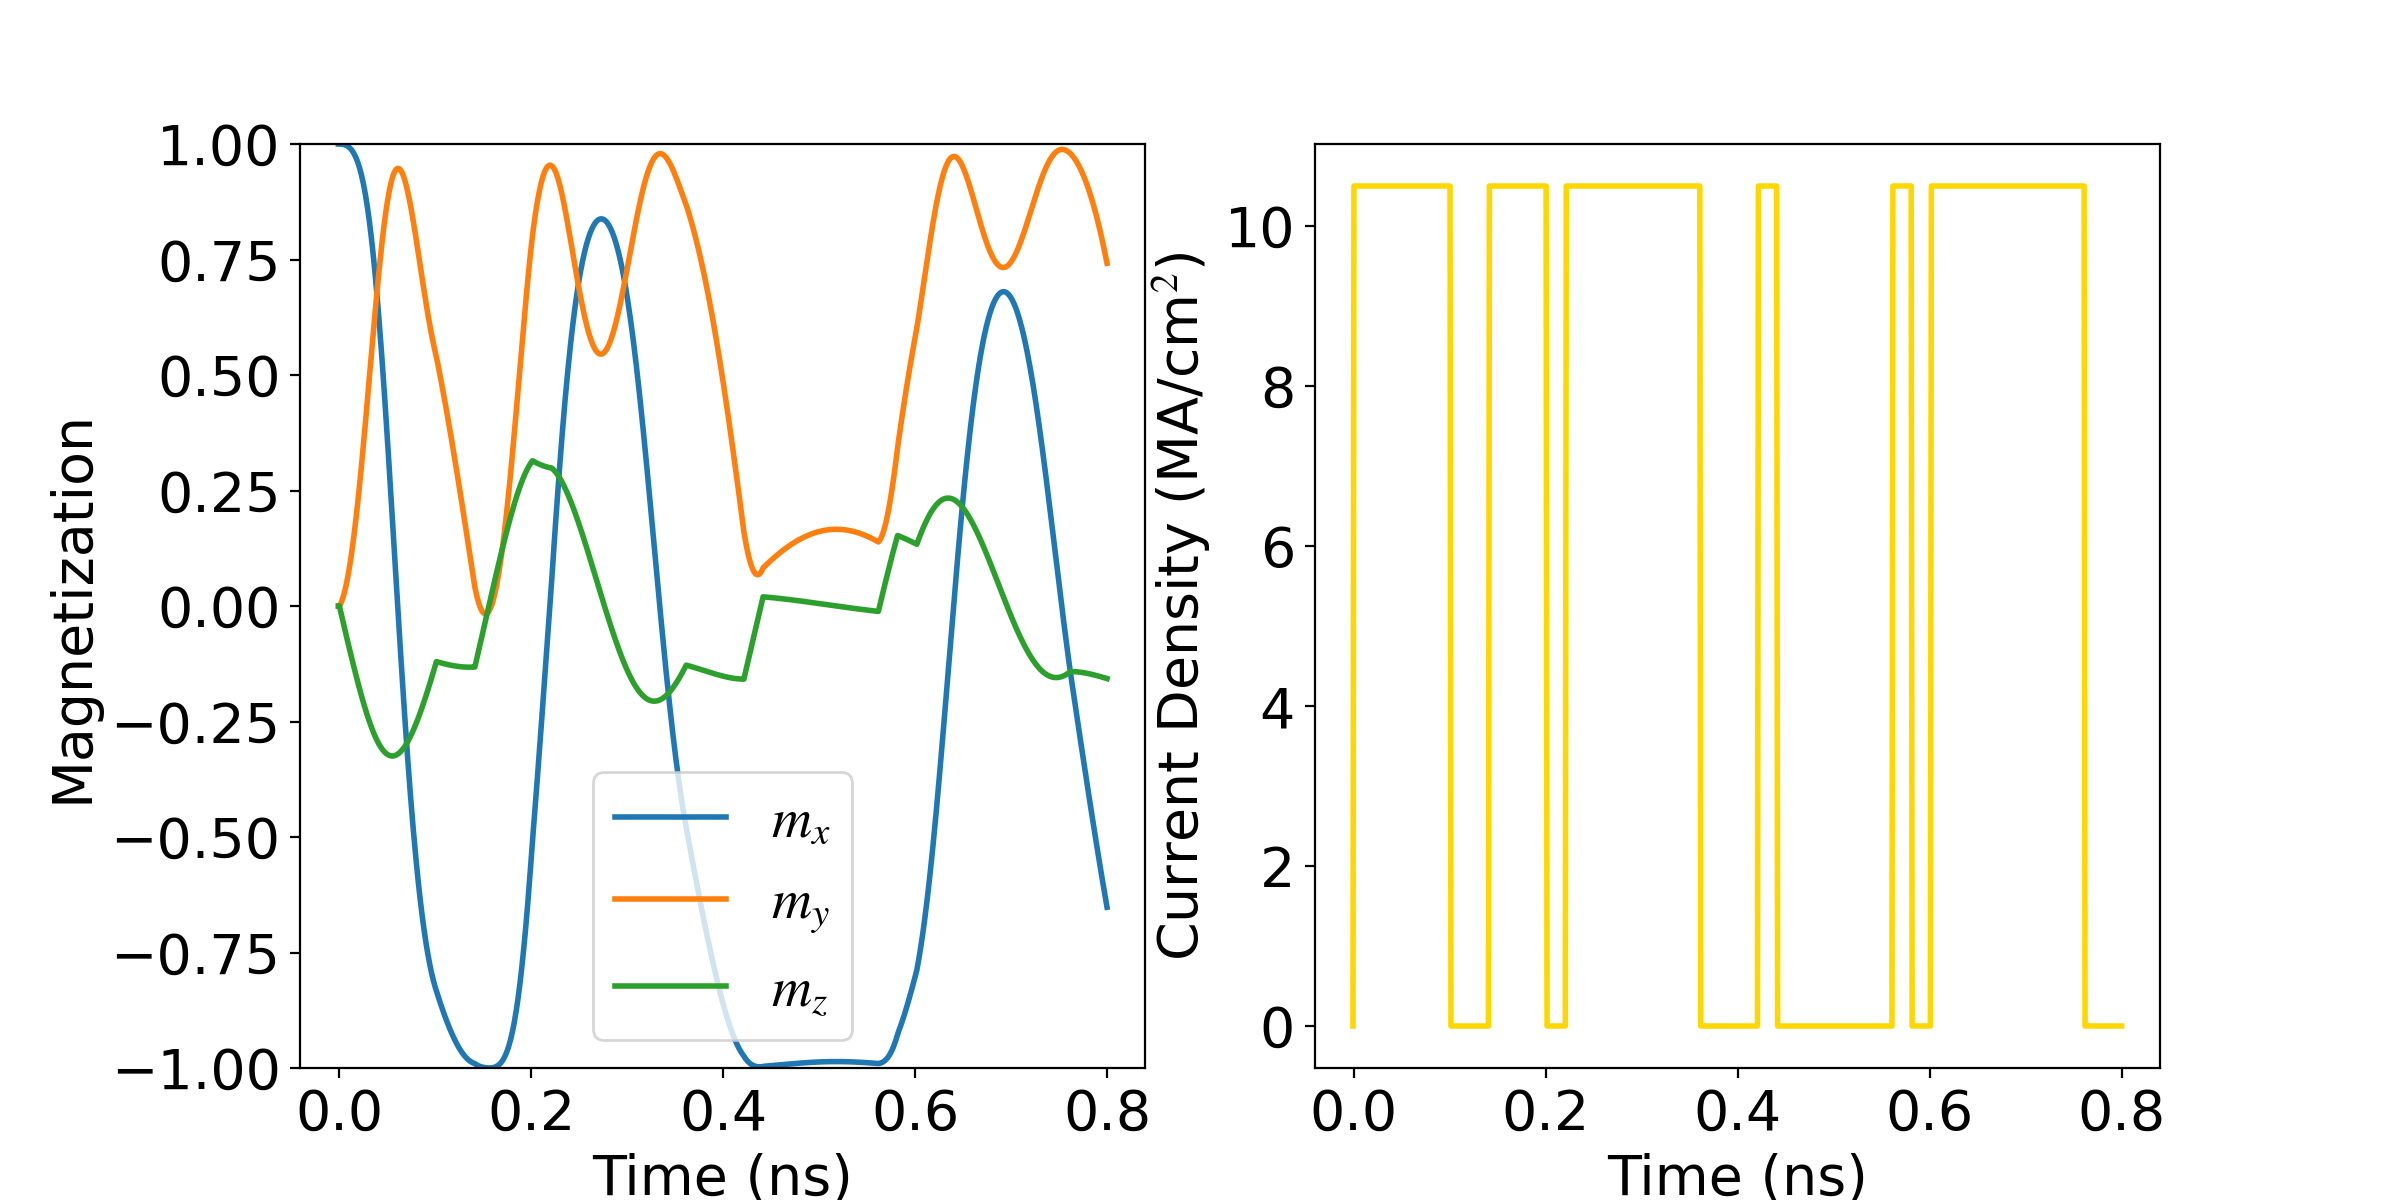 Magnetization
1.00
0.75
0.50
0.25
0.00
−0.25
−0.50
−0.75
−1.00
0.0 0.2 0.4 0.6 0.8
Time (ns)
m_x
m_y
m_z
Current Density (MA/cm²)
10
8
6
4
2
0
0.0 0.2 0.4 0.6 0.8
Time (ns)